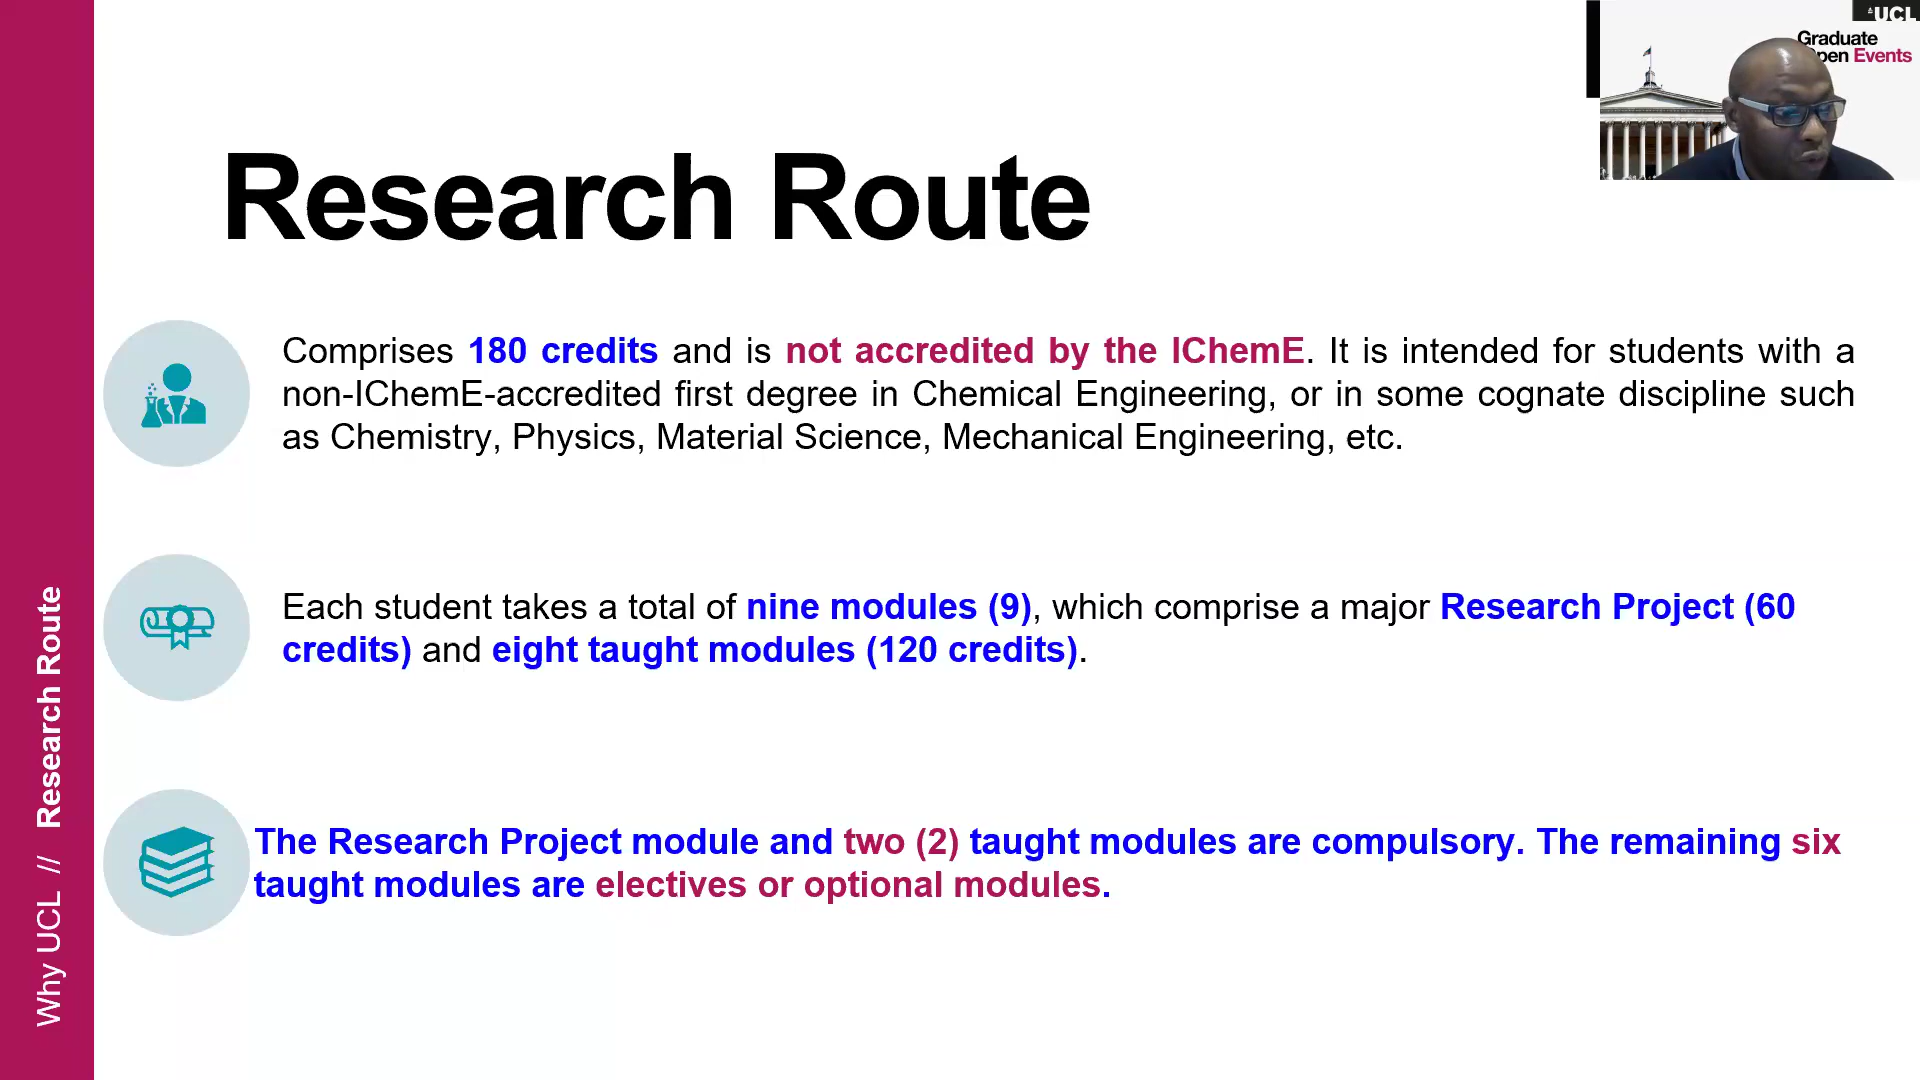 UCL
Graduate
Open Events
Research Route
Comprises 180 credits and is not accredited by the IChemE. It is intended for students with a
non-IChemE-accredited first degree in Chemical Engineering, or in some cognate discipline such
as Chemistry, Physics, Material Science, Mechanical Engineering, etc.
Each student takes a total of nine modules (9), which comprise a major Research Project (60
credits) and eight taught modules (120 credits).
The Research Project module and two (2) taught modules are compulsory. The remaining six
taught modules are electives or optional modules.
Why UCL // Research Route